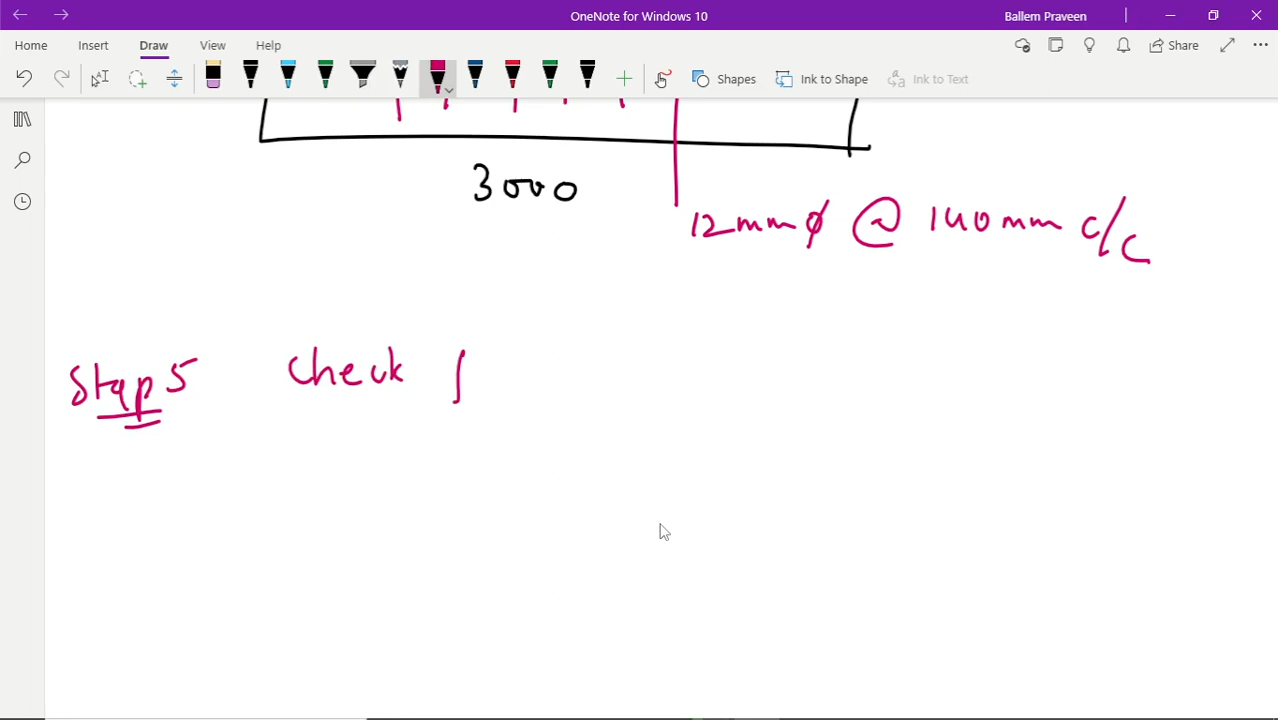 OneNote for Windows 10
Ballem Praveen
Home Insert Draw View Help
Share
Shapes
Ink to Shape
Ink to Text
3000
12mmϕ @ 140mm c/c
Step 5 Check f